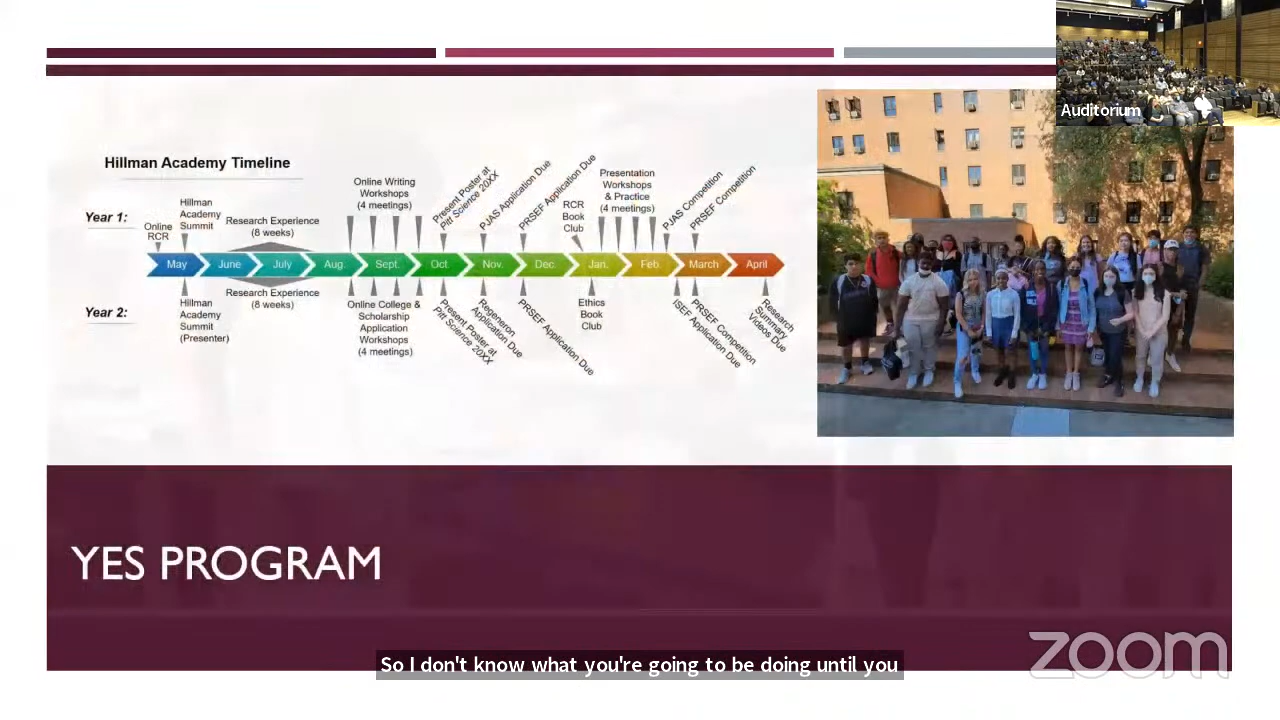 Auditorium
Hillman Academy Timeline
Year 1:
Online
RCR
Hillman
Academy
Summit
Research Experience
(8 weeks)
Online Writing
Workshops
(4 meetings)
Present Poster at
Pitt Science 20XX
PJAS Application Due
PRSEF Application Due
RCR
Book
Club
Presentation
Workshops
& Practice
(4 meetings)
PJAS Competition
PRSEF Competition
May
June
July
Aug.
Sept.
Oct.
Nov.
Dec.
Jan.
Feb.
March
April
Year 2:
Hillman
Academy
Summit
(Presenter)
Research Experience
(8 weeks)
Online College &
Scholarship
Application
Workshops
(4 meetings)
Present Poster at
Pitt Science 20XX
Regeneron
Application Due
PRSEF Application Due
Ethics
Book
Club
ISEF Application Due
PRSEF Competition
Research
Summary
Videos Due
YES PROGRAM
So I don't know what you're going to be doing until you
zoom